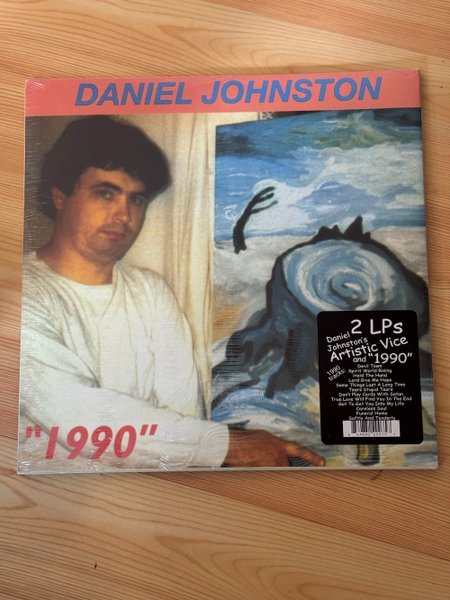 DANIEL JOHNSTON
2 LPs
Daniel
Johnston's
Artistic Vice
and "1990"
1990
tracks:
Devil Town
Spirit World Rising
Held The Hand
Lord Give Me Hope
Some Things Last A Long Time
Tears Stupid Tears
Don't Play Cards With Satan
True Love Will Find You In The End
Got To Get You Into My Life
Careless Soul
Funeral Home
Softly And Tenderly
"1990"